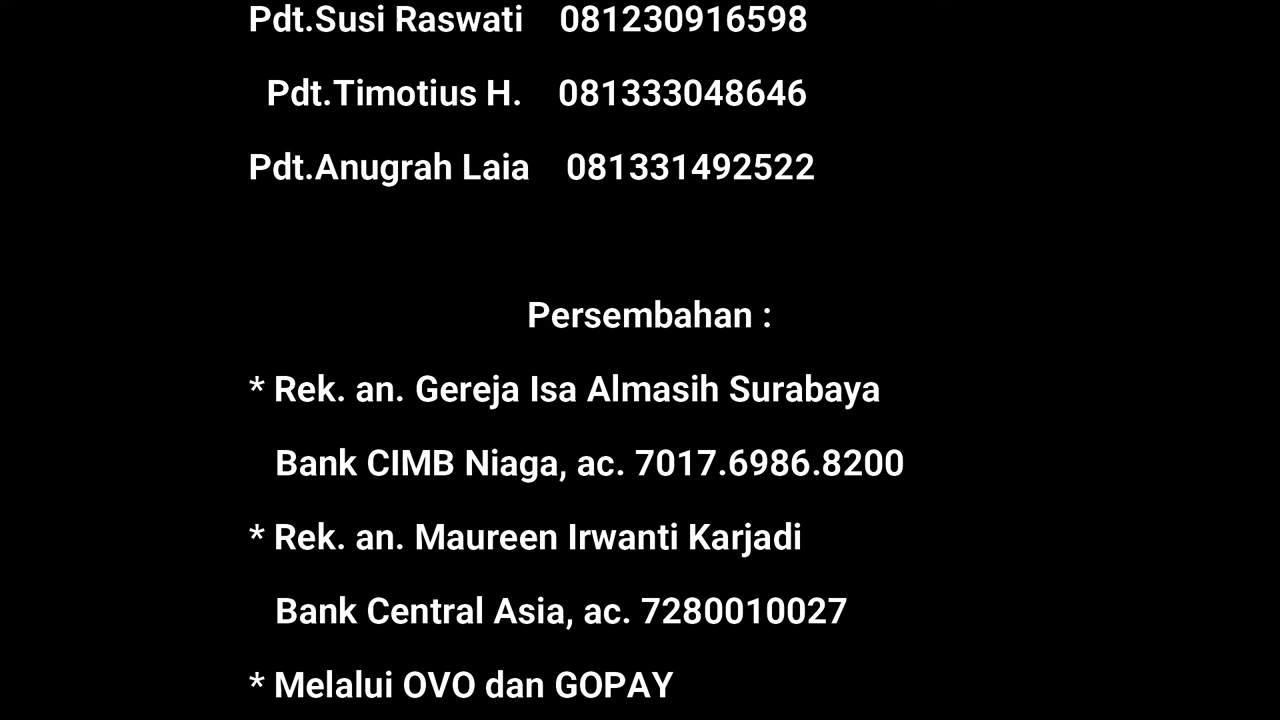 Pdt.Susi Raswati 081230916598
Pdt.Timotius H. 081333048646
Pdt.Anugrah Laia 081331492522
Persembahan :
* Rek. an. Gereja Isa Almasih Surabaya
Bank CIMB Niaga, ac. 7017.6986.8200
* Rek. an. Maureen Irwanti Karjadi
Bank Central Asia, ac. 7280010027
* Melalui OVO dan GOPAY